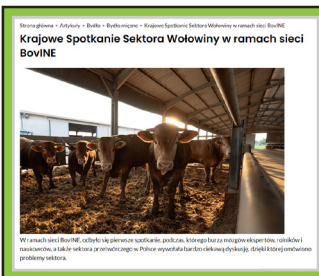 Strona główna > Artykuły > Bydło > Bydło mięsne > Krajowe Spotkanie Sektora Wołowiny w ramach sieci BovINE
Krajowe Spotkanie Sektora Wołowiny w ramach sieci
BovINE
W ramach sieci BovINE, odbyło się pierwsze spotkanie, podczas, którego burza mózgów ekspertów, rolników i
naukowców, a także sektora przetwórczego w Polsce wywołała bardzo ciekawą dyskusję, dzięki której omówiono
problemy sektora.